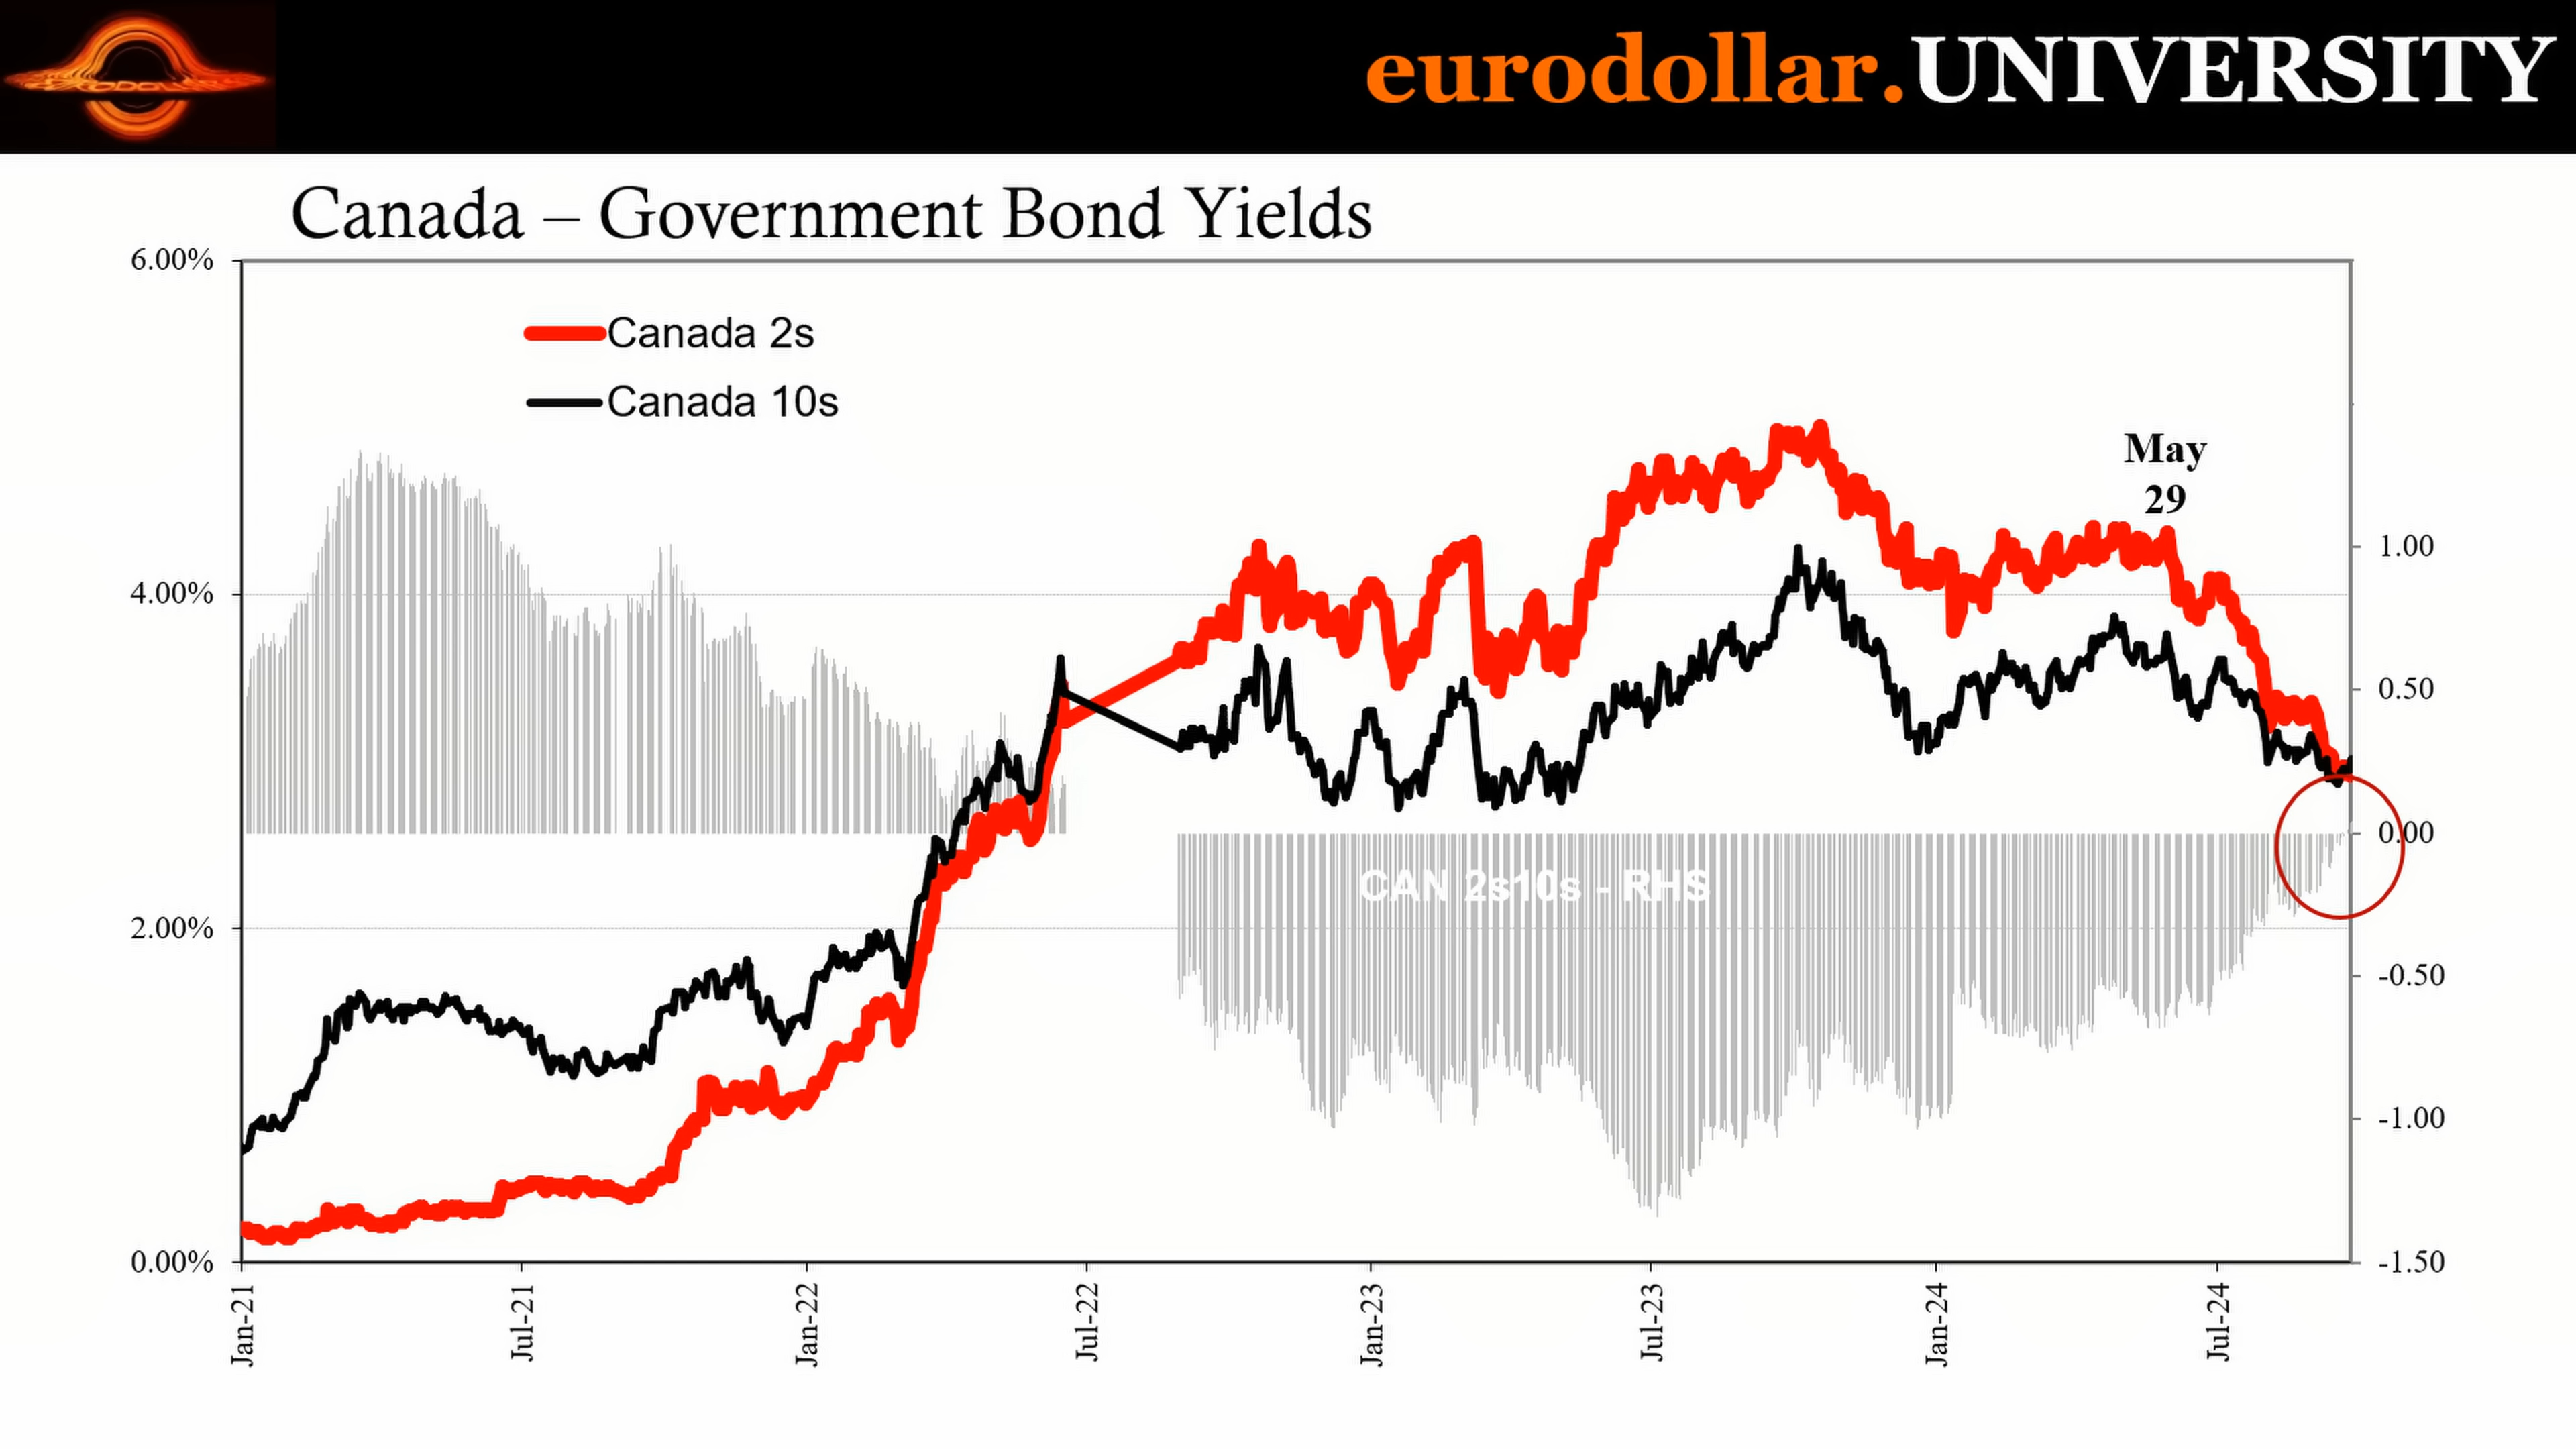 eurodollar.UNIVERSITY
Canada – Government Bond Yields
6.00%
4.00%
2.00%
0.00%
Canada 2s
Canada 10s
May
29
CAN 2s10s - RHS
1.00
0.50
0.00
-0.50
-1.00
-1.50
Jan-21
Jul-21
Jan-22
Jul-22
Jan-23
Jul-23
Jan-24
Jul-24